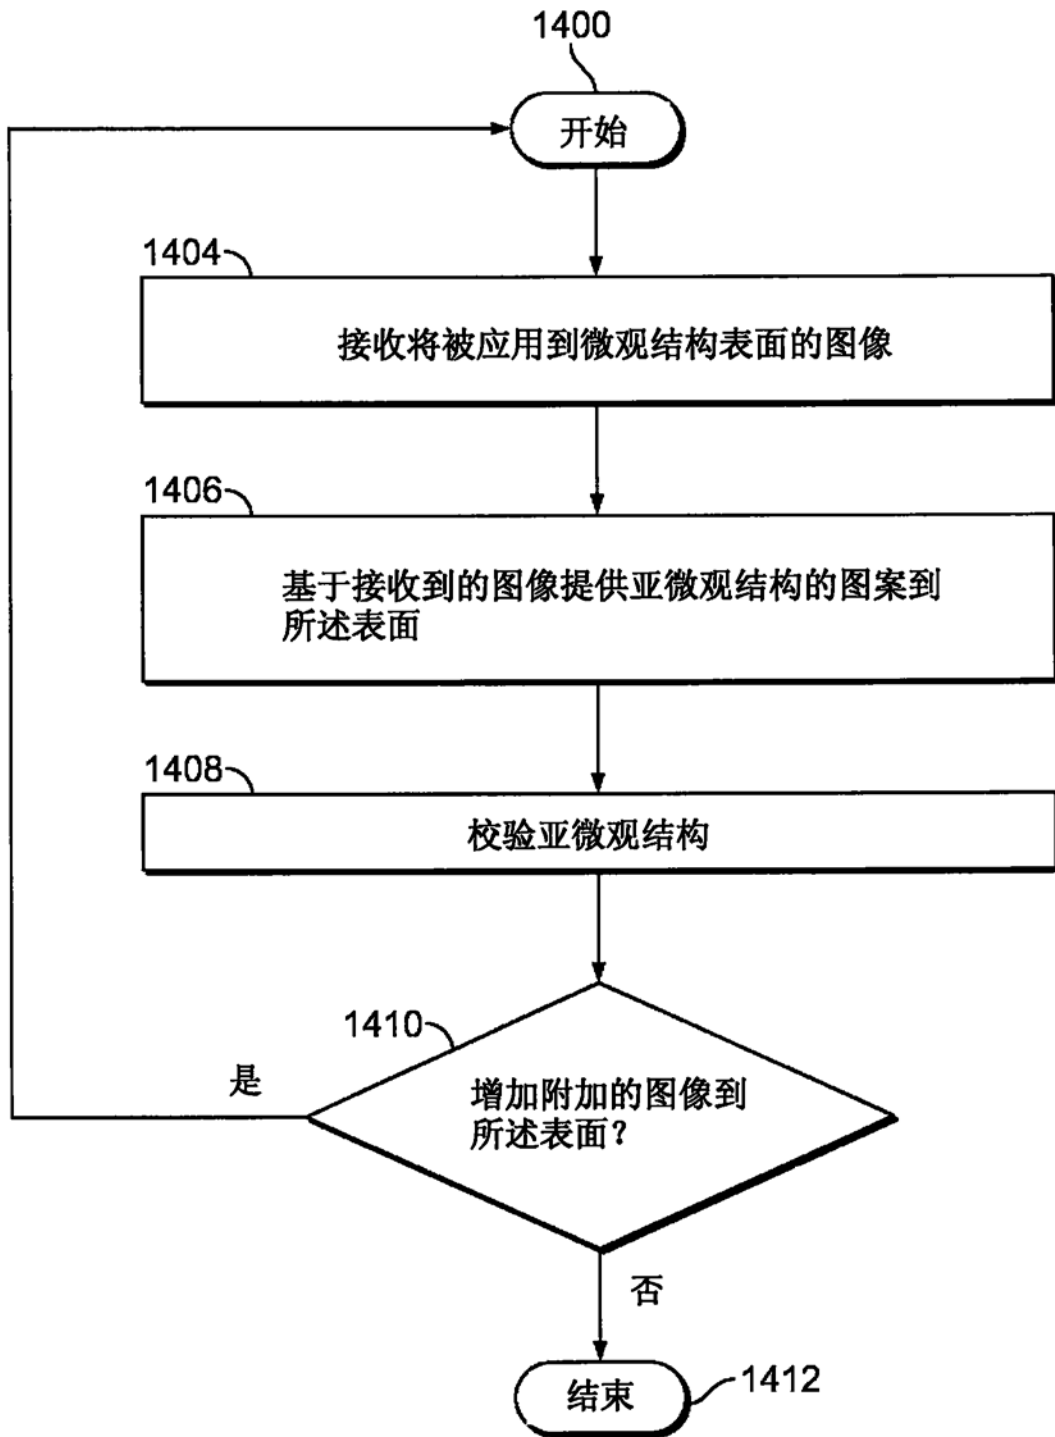 1400
开始
1404
接收将被应用到微观结构表面的图像
1406
基于接收到的图像提供亚微观结构的图案到
所述表面
1408
校验亚微观结构
1410
是
增加附加的图像到
所述表面?
否
结束
1412